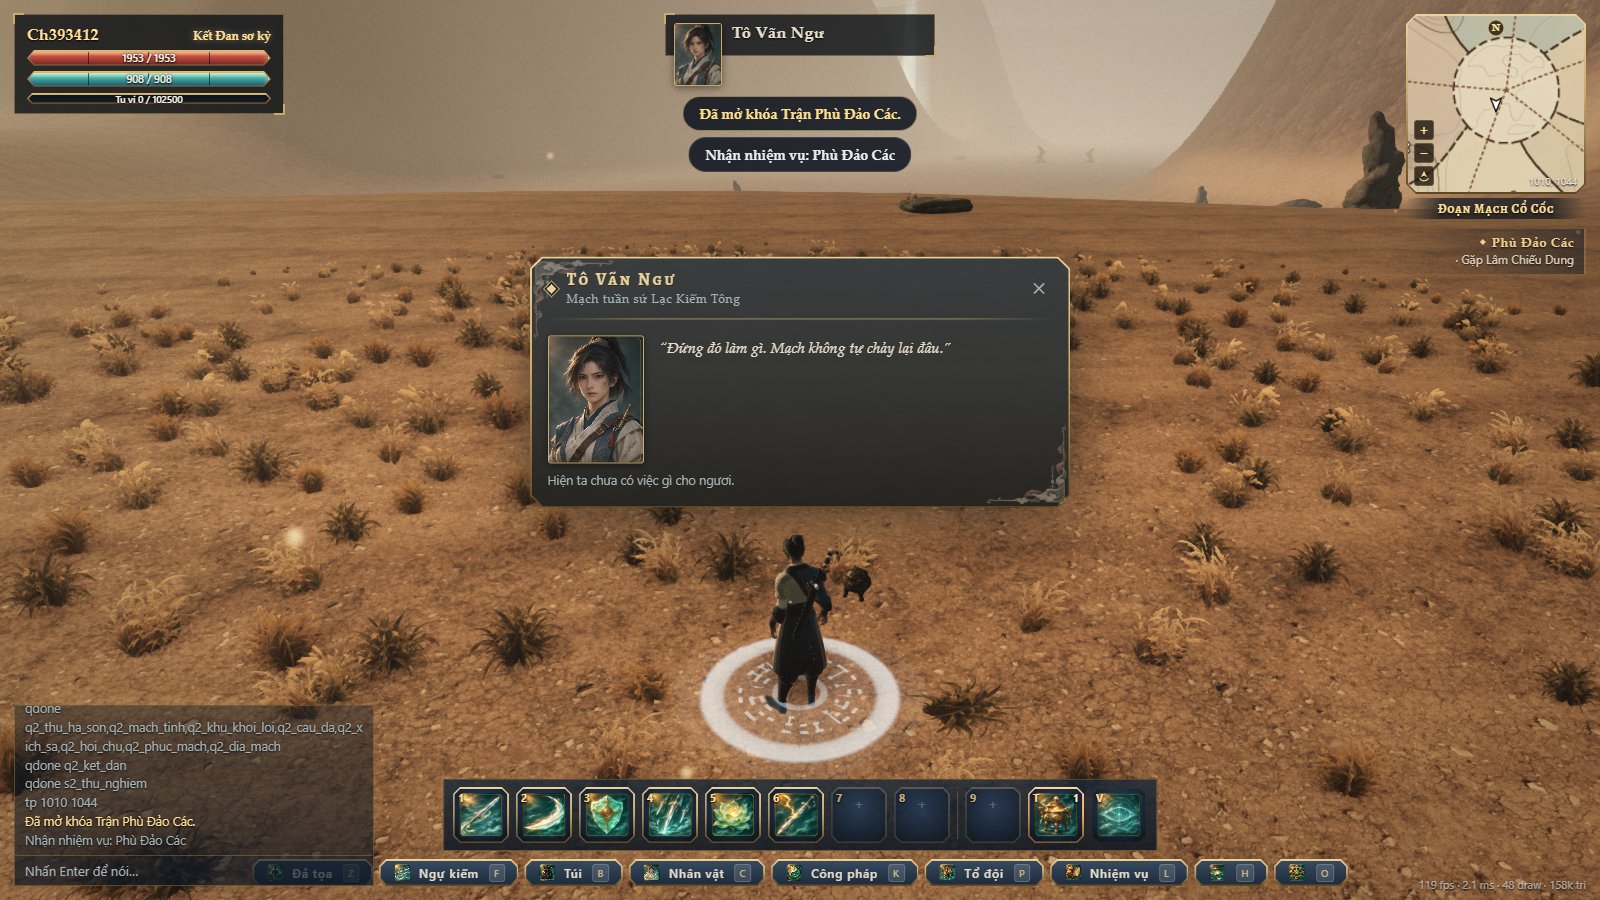 Ch393412
Kết Đan sơ kỳ
1953 / 1953
908 / 908
Tu vi 0 / 102500
Tô Vãn Ngư
Đã mở khóa Trận Phù Đảo Các.
Nhận nhiệm vụ: Phù Đảo Các
N
+
−
1010, 1044
Đoạn Mạch Cổ Cốc
Phù Đảo Các
· Gặp Lâm Chiếu Dung
Tô Vãn Ngư
Mạch tuần sứ Lạc Kiếm Tông
“Đứng đó làm gì. Mạch không tự chảy lại đâu.”
Hiện ta chưa có việc gì cho ngươi.
qdone
q2_thu_ha_son,q2_mach_tinh,q2_khu_khoi_loi,q2_cau_da,q2_x
ich_sa,q2_hoi_chu,q2_phuc_mach,q2_dia_mach
qdone q2_ket_dan
qdone s2_thu_nghiem
tp 1010 1044
Đã mở khóa Trận Phù Đảo Các.
Nhận nhiệm vụ: Phù Đảo Các
Nhấn Enter để nói...
1 2 3 4 5 6 7 8 9 T 1 V
Đả tọa Z Ngự kiếm F Túi B Nhân vật C Công pháp K Tổ đội P Nhiệm vụ L H O
119 fps · 2.1 ms · 48 draw · 158k tri